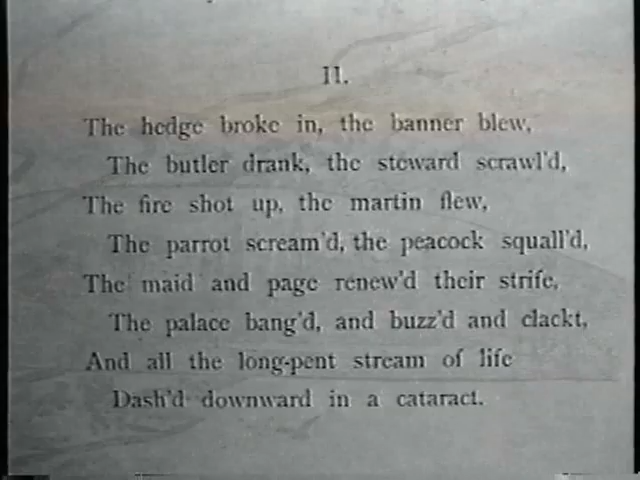 II.
The hedge broke in, the banner blew,
The butler drank, the steward scrawl'd,
The fire shot up, the martin flew,
The parrot scream'd, the peacock squall'd,
The maid and page renew'd their strife,
The palace bang'd, and buzz'd and clackt,
And all the long-pent stream of life
Dash'd downward in a cataract.